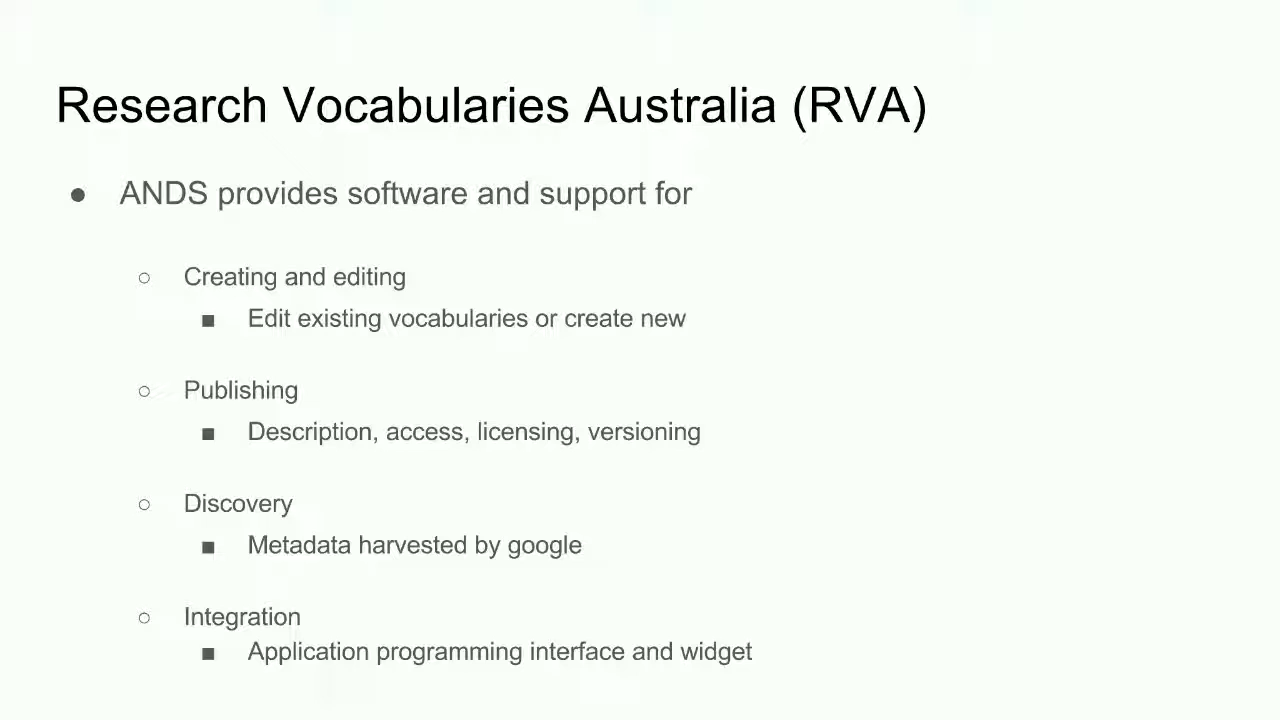 Research Vocabularies Australia (RVA)
● ANDS provides software and support for
○ Creating and editing
■ Edit existing vocabularies or create new
○ Publishing
■ Description, access, licensing, versioning
○ Discovery
■ Metadata harvested by google
○ Integration
■ Application programming interface and widget